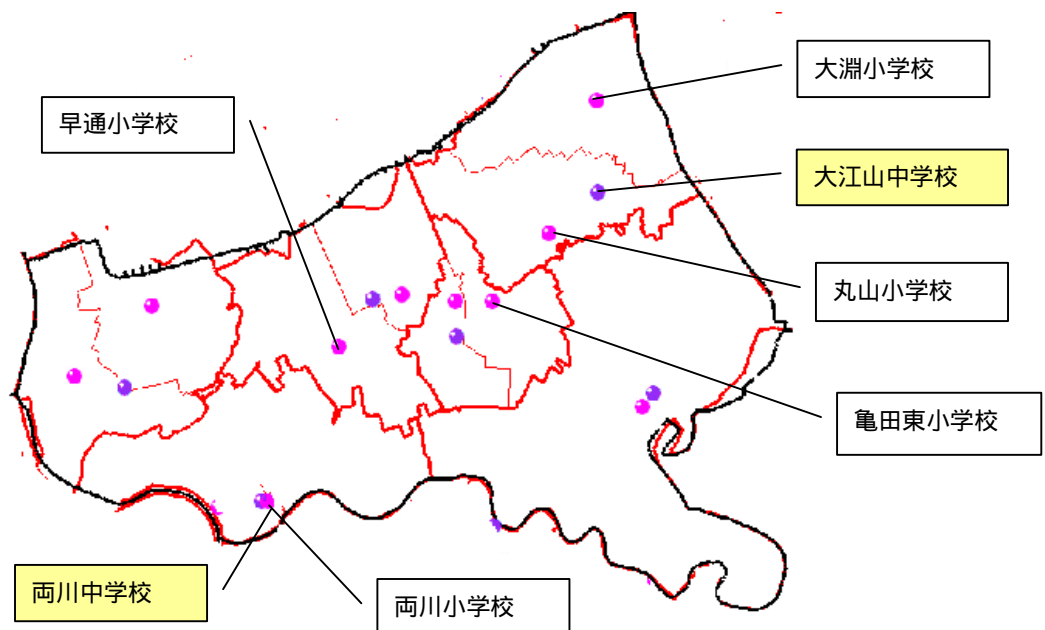 大淵小学校
早通小学校
大江山中学校
丸山小学校
亀田東小学校
両川中学校
両川小学校